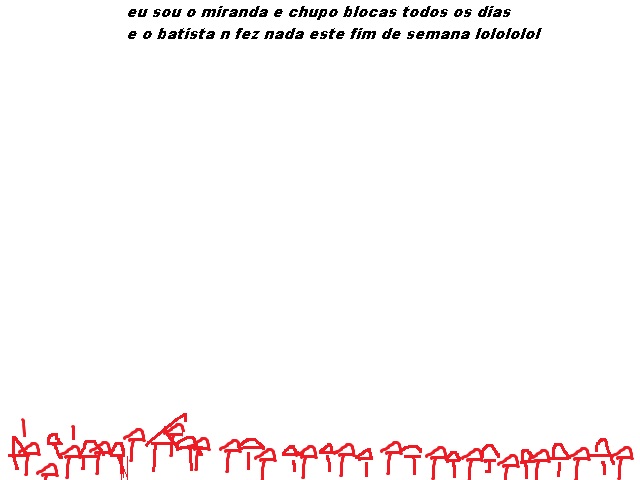 eu sou o miranda e chupo blocas todos os dias
e o batista n fez nada este fim de semana lolololol